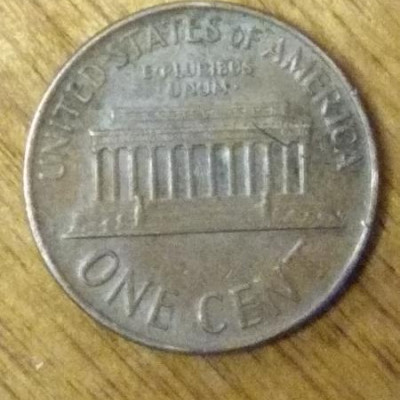 UNITED STATES OF AMERICA
E·PLURIBUS
UNUM·
ONE CENT